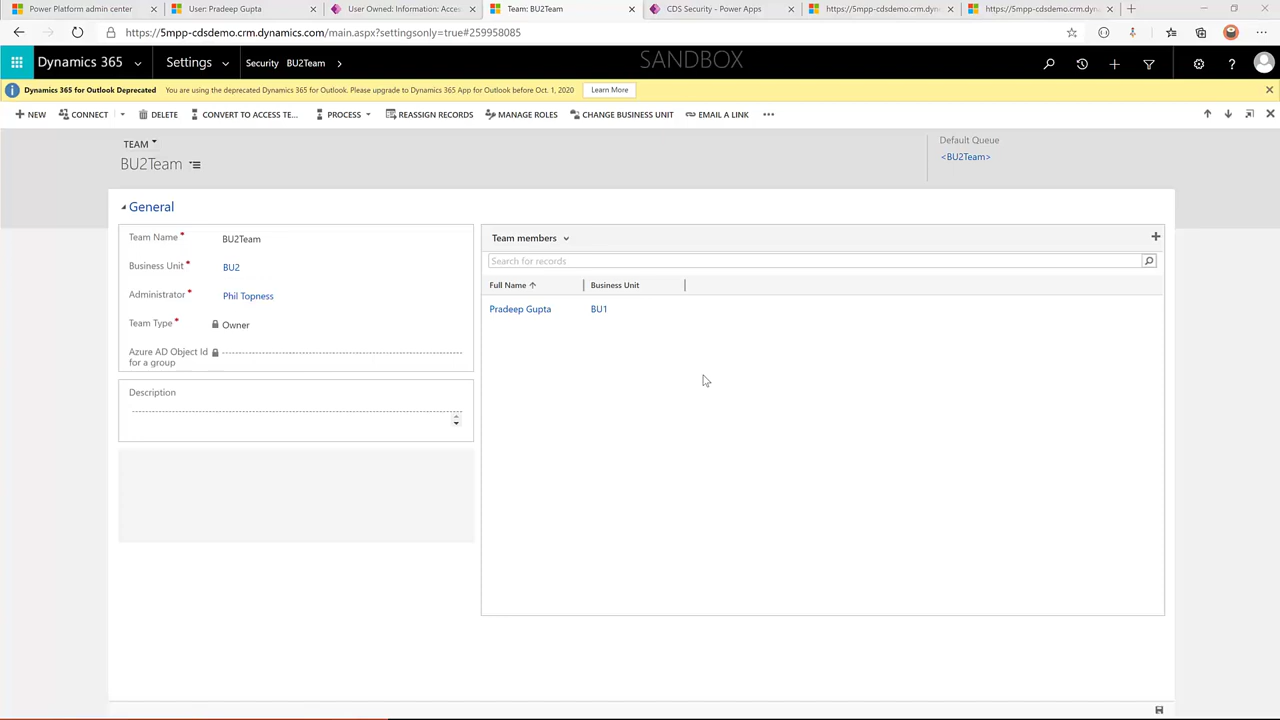 Power Platform admin center
User: Pradeep Gupta
User Owned: Information: Acces
Team: BU2Team
CDS Security - Power Apps
https://5mpp-cdsdemo.crm.dyn
https://5mpp-cdsdemo.crm.dyn
https://5mpp-cdsdemo.crm.dynamics.com/main.aspx?settingsonly=true#259958085
Dynamics 365
Settings
Security
BU2Team
SANDBOX
Dynamics 365 for Outlook Deprecated
You are using the deprecated Dynamics 365 for Outlook. Please upgrade to Dynamics 365 App for Outlook before Oct. 1, 2020
Learn More
NEW
CONNECT
DELETE
CONVERT TO ACCESS TE...
PROCESS
REASSIGN RECORDS
MANAGE ROLES
CHANGE BUSINESS UNIT
EMAIL A LINK
TEAM
BU2Team
Default Queue
<BU2Team>
General
Team Name *
BU2Team
Business Unit *
BU2
Administrator *
Phil Topness
Team Type *
Owner
Azure AD Object Id
for a group
Description
Team members
Search for records
Full Name
Business Unit
Pradeep Gupta
BU1